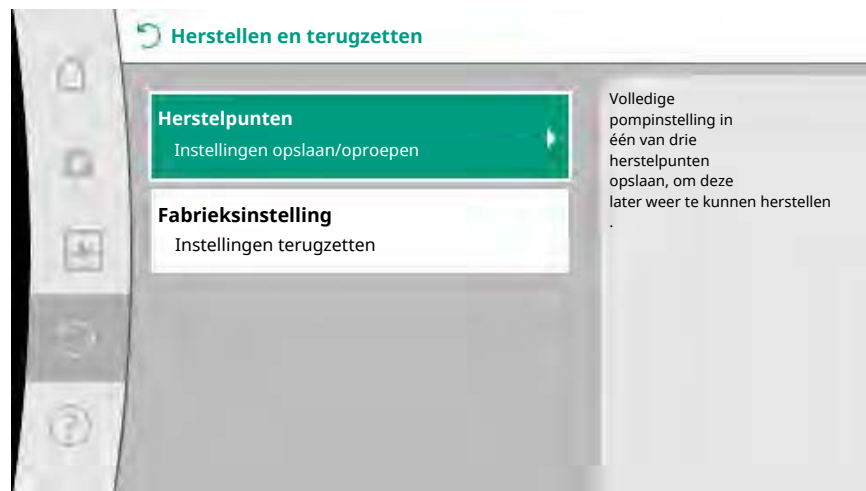 Herstellen en terugzetten
Herstelpunten
Instellingen opslaan/oproepen
Fabrieksinstelling
Instellingen terugzetten
Volledige
pompinstelling in
één van drie
herstelpunten
opslaan, om deze
later weer te kunnen herstellen
.